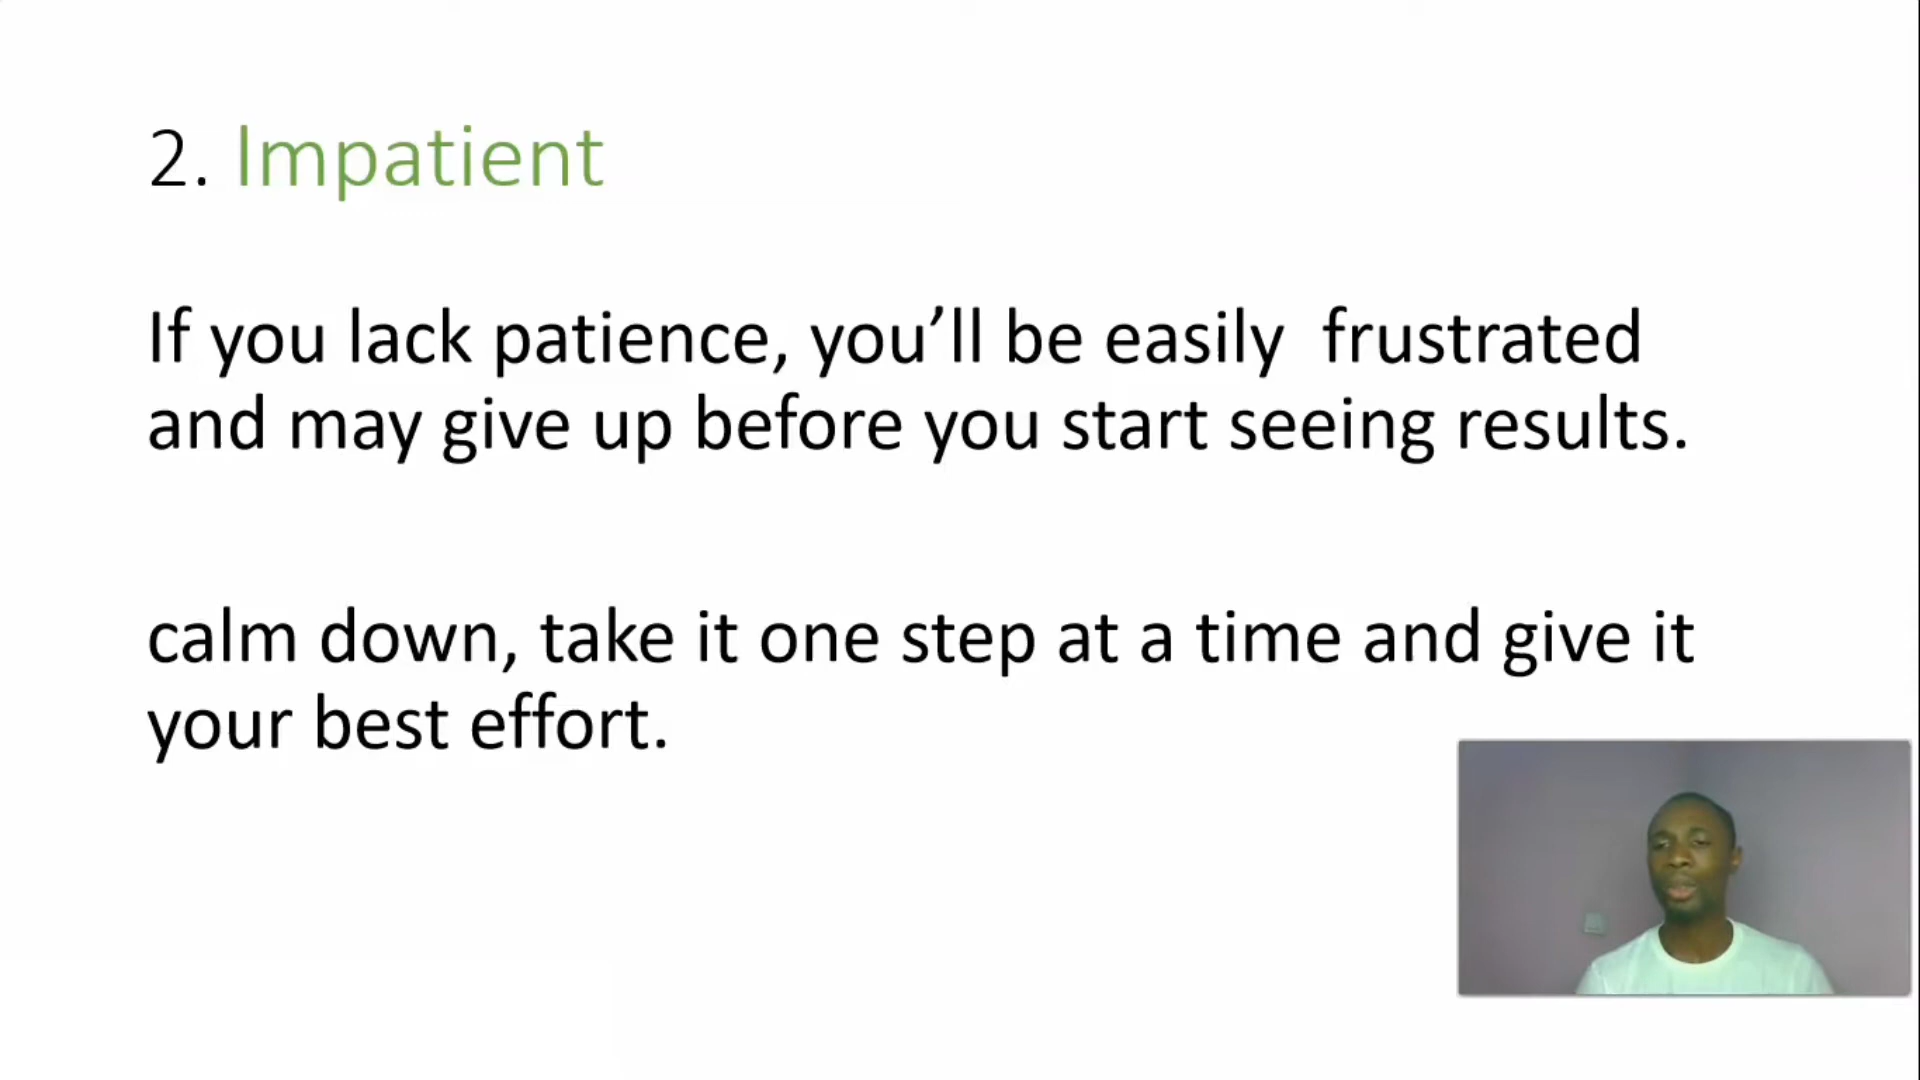 2. Impatient
If you lack patience, you’ll be easily  frustrated
and may give up before you start seeing results.
calm down, take it one step at a time and give it
your best effort.